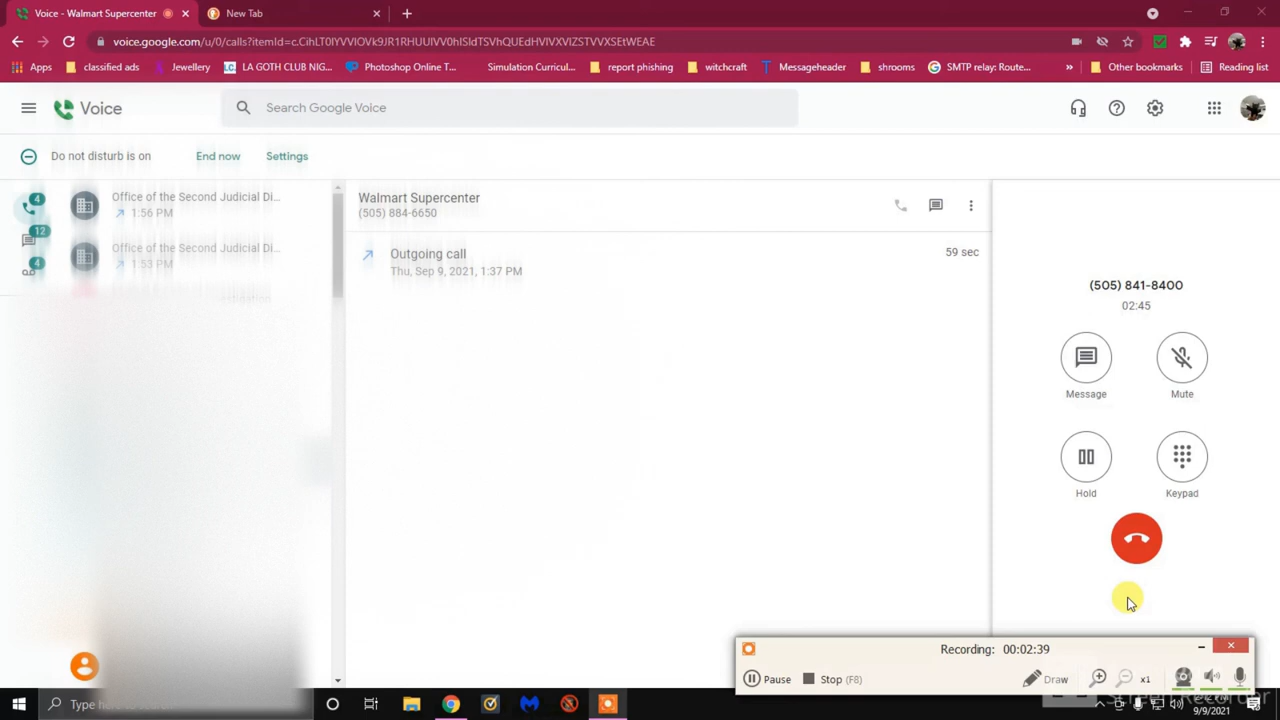 Voice - Walmart Supercenter
New Tab
voice.google.com/u/0/calls?itemId=c.CihLT0lYVVlOVk9JR1RHUUlVV0hISldTSVhQUEdHVlVXVlZSTVVXSEtWEAE
Apps
classified ads
Jewellery
LC. LA GOTH CLUB NIG...
Photoshop Online T...
Simulation Curricul...
report phishing
witchcraft
Messageheader
shrooms
SMTP relay: Route...
»
Other bookmarks
Reading list
Voice
Search Google Voice
Do not disturb is on
End now
Settings
4
12
4
Office of the Second Judicial Di...
1:56 PM
Office of the Second Judicial Di...
1:53 PM
Walmart Supercenter
(505) 884-6650
Outgoing call
59 sec
Thu, Sep 9, 2021, 1:37 PM
(505) 841-8400
02:45
Message
Mute
Hold
Keypad
Recording: 00:02:39
Pause
Stop (F8)
Draw
x1
Type here to search
9/9/2021